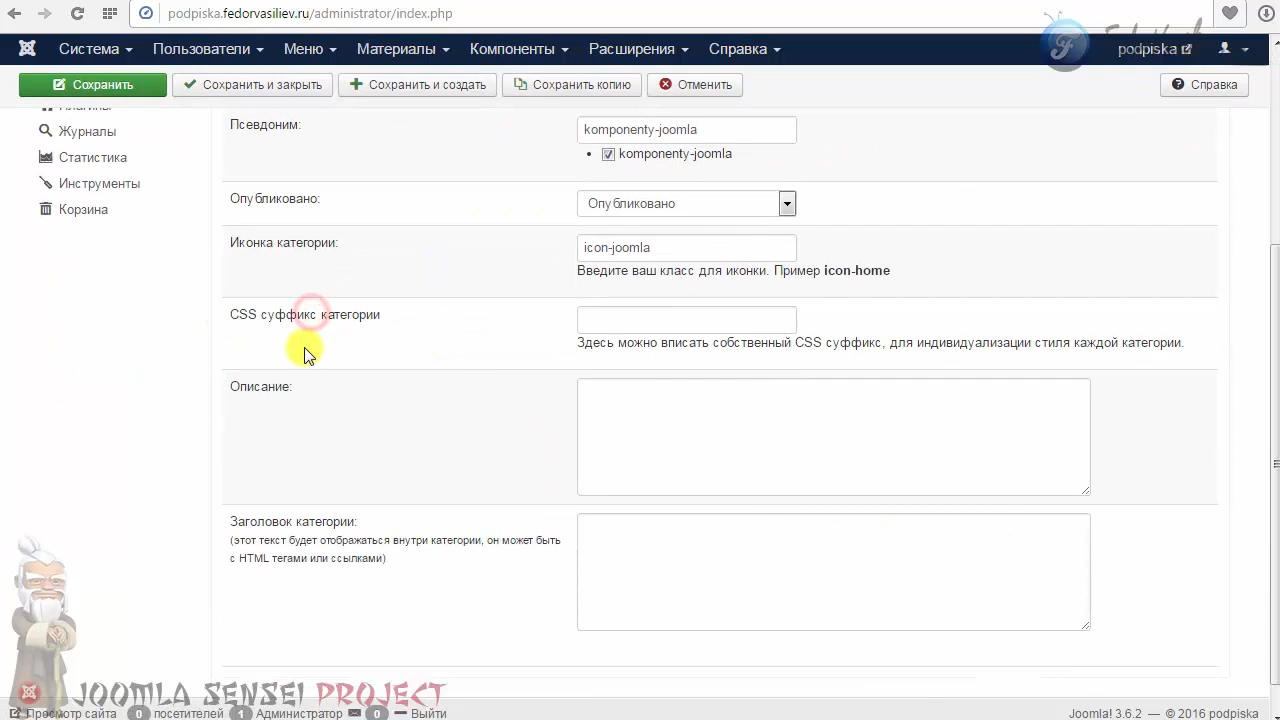 podpiska.fedorvasiliev.ru/administrator/index.php
Система Пользователи Меню Материалы Компоненты Расширения Справка podpiska
Сохранить Сохранить и закрыть Сохранить и создать Сохранить копию Отменить Справка
Плагины
Журналы
Статистика
Инструменты
Корзина
Псевдоним: komponenty-joomla
komponenty-joomla
Опубликовано: Опубликовано
Иконка категории: icon-joomla
Введите ваш класс для иконки. Пример icon-home
CSS суффикс категории
Здесь можно вписать собственный CSS суффикс, для индивидуализации стиля каждой категории.
Описание:
Заголовок категории:
(этот текст будет отображаться внутри категории, он может быть
с HTML тегами или ссылками)
JOOMLA SENSEI PROJECT
Просмотр сайта 0 посетителей 1 Администратор 0 Выйти Joomla! 3.6.2 — © 2016 podpiska